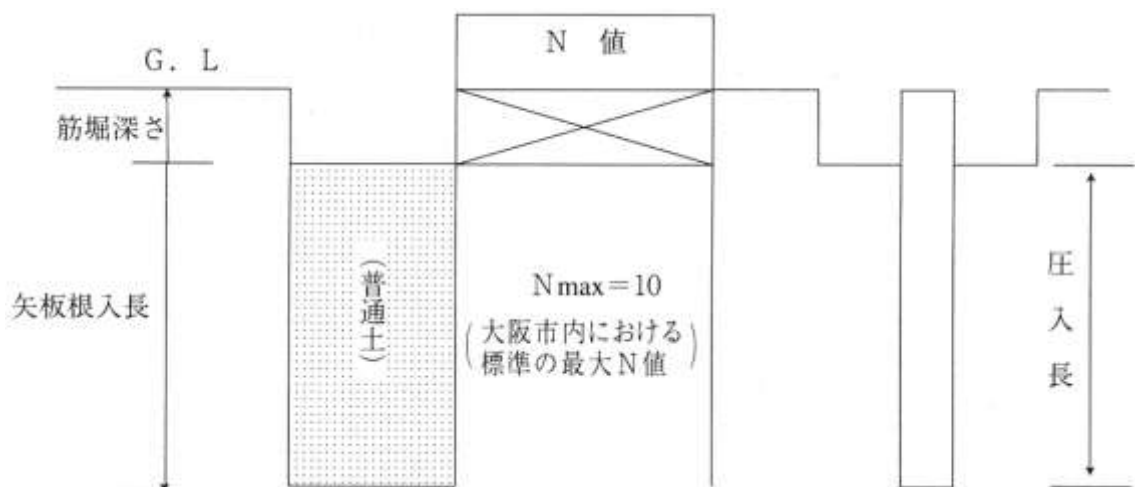 N 値
G. L
筋堀深さ
矢板根入長
(普通土)
Nmax=10
(大阪市内における
標準の最大N値)
圧入長